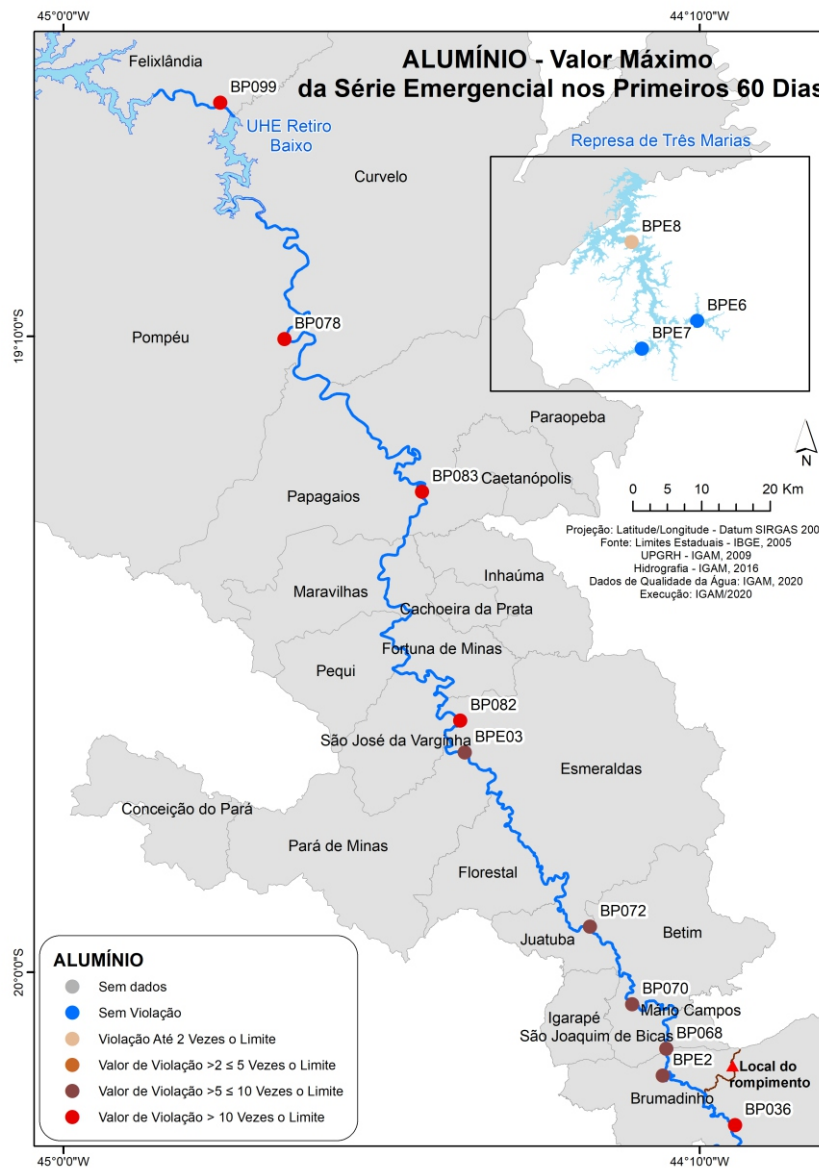 45°0'0"W
44°10'0"W
ALUMÍNIO - Valor Máximo
da Série Emergencial nos Primeiros 60 Dias
Felixlândia
BP099
UHE Retiro
Baixo
Curvelo
Represa de Três Marias
BPE8
BPE6
BPE7
19°10'0"S
BP078
Pompéu
Paraopeba
BP083
Caetanópolis
Papagaios
N
0 5 10 20 Km
Projeção: Latitude/Longitude - Datum SIRGAS 200
Fonte: Limites Estaduais - IBGE, 2005
UPGRH - IGAM, 2009
Hidrografia - IGAM, 2016
Dados de Qualidade da Água: IGAM, 2020
Execução: IGAM/2020
Inhaúma
Maravilhas
Cachoeira da Prata
Fortuna de Minas
Pequi
BP082
São José da Varginha
BPE03
Esmeraldas
Conceição do Pará
Pará de Minas
Florestal
BP072
Juatuba
Betim
20°0'0"S
BP070
Mário Campos
Igarapé
São Joaquim de Bicas
BP068
BPE2
Local do
rompimento
Brumadinho
BP036
ALUMÍNIO
Sem dados
Sem Violação
Violação Até 2 Vezes o Limite
Valor de Violação >2 ≤ 5 Vezes o Limite
Valor de Violação >5 ≤ 10 Vezes o Limite
Valor de Violação > 10 Vezes o Limite
45°0'0"W
44°10'0"W